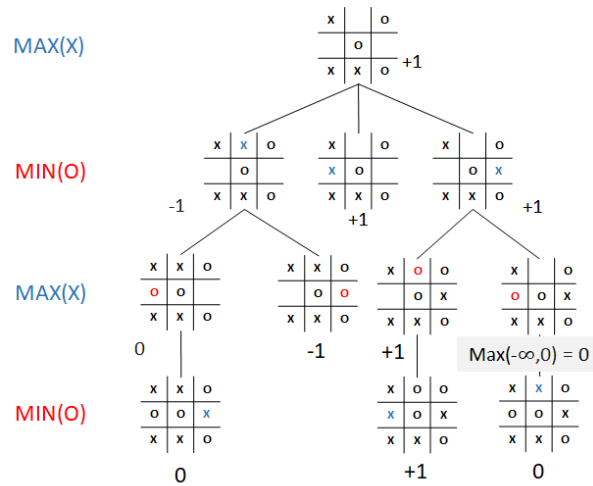 MAX(X)
x o
o
x x o
+1
MIN(O)
x x o
o
x x o
-1
x o
x o
x x o
+1
x o
o x
x x o
+1
MAX(X)
x x o
o o
x x o
0
x x o
o o
x x o
-1
x o o
o x
x x o
+1
x o
o o x
x x o
Max(-∞,0) = 0
MIN(O)
x x o
o o x
x x o
0
x o o
x o x
x x o
+1
x x o
o o x
x x o
0